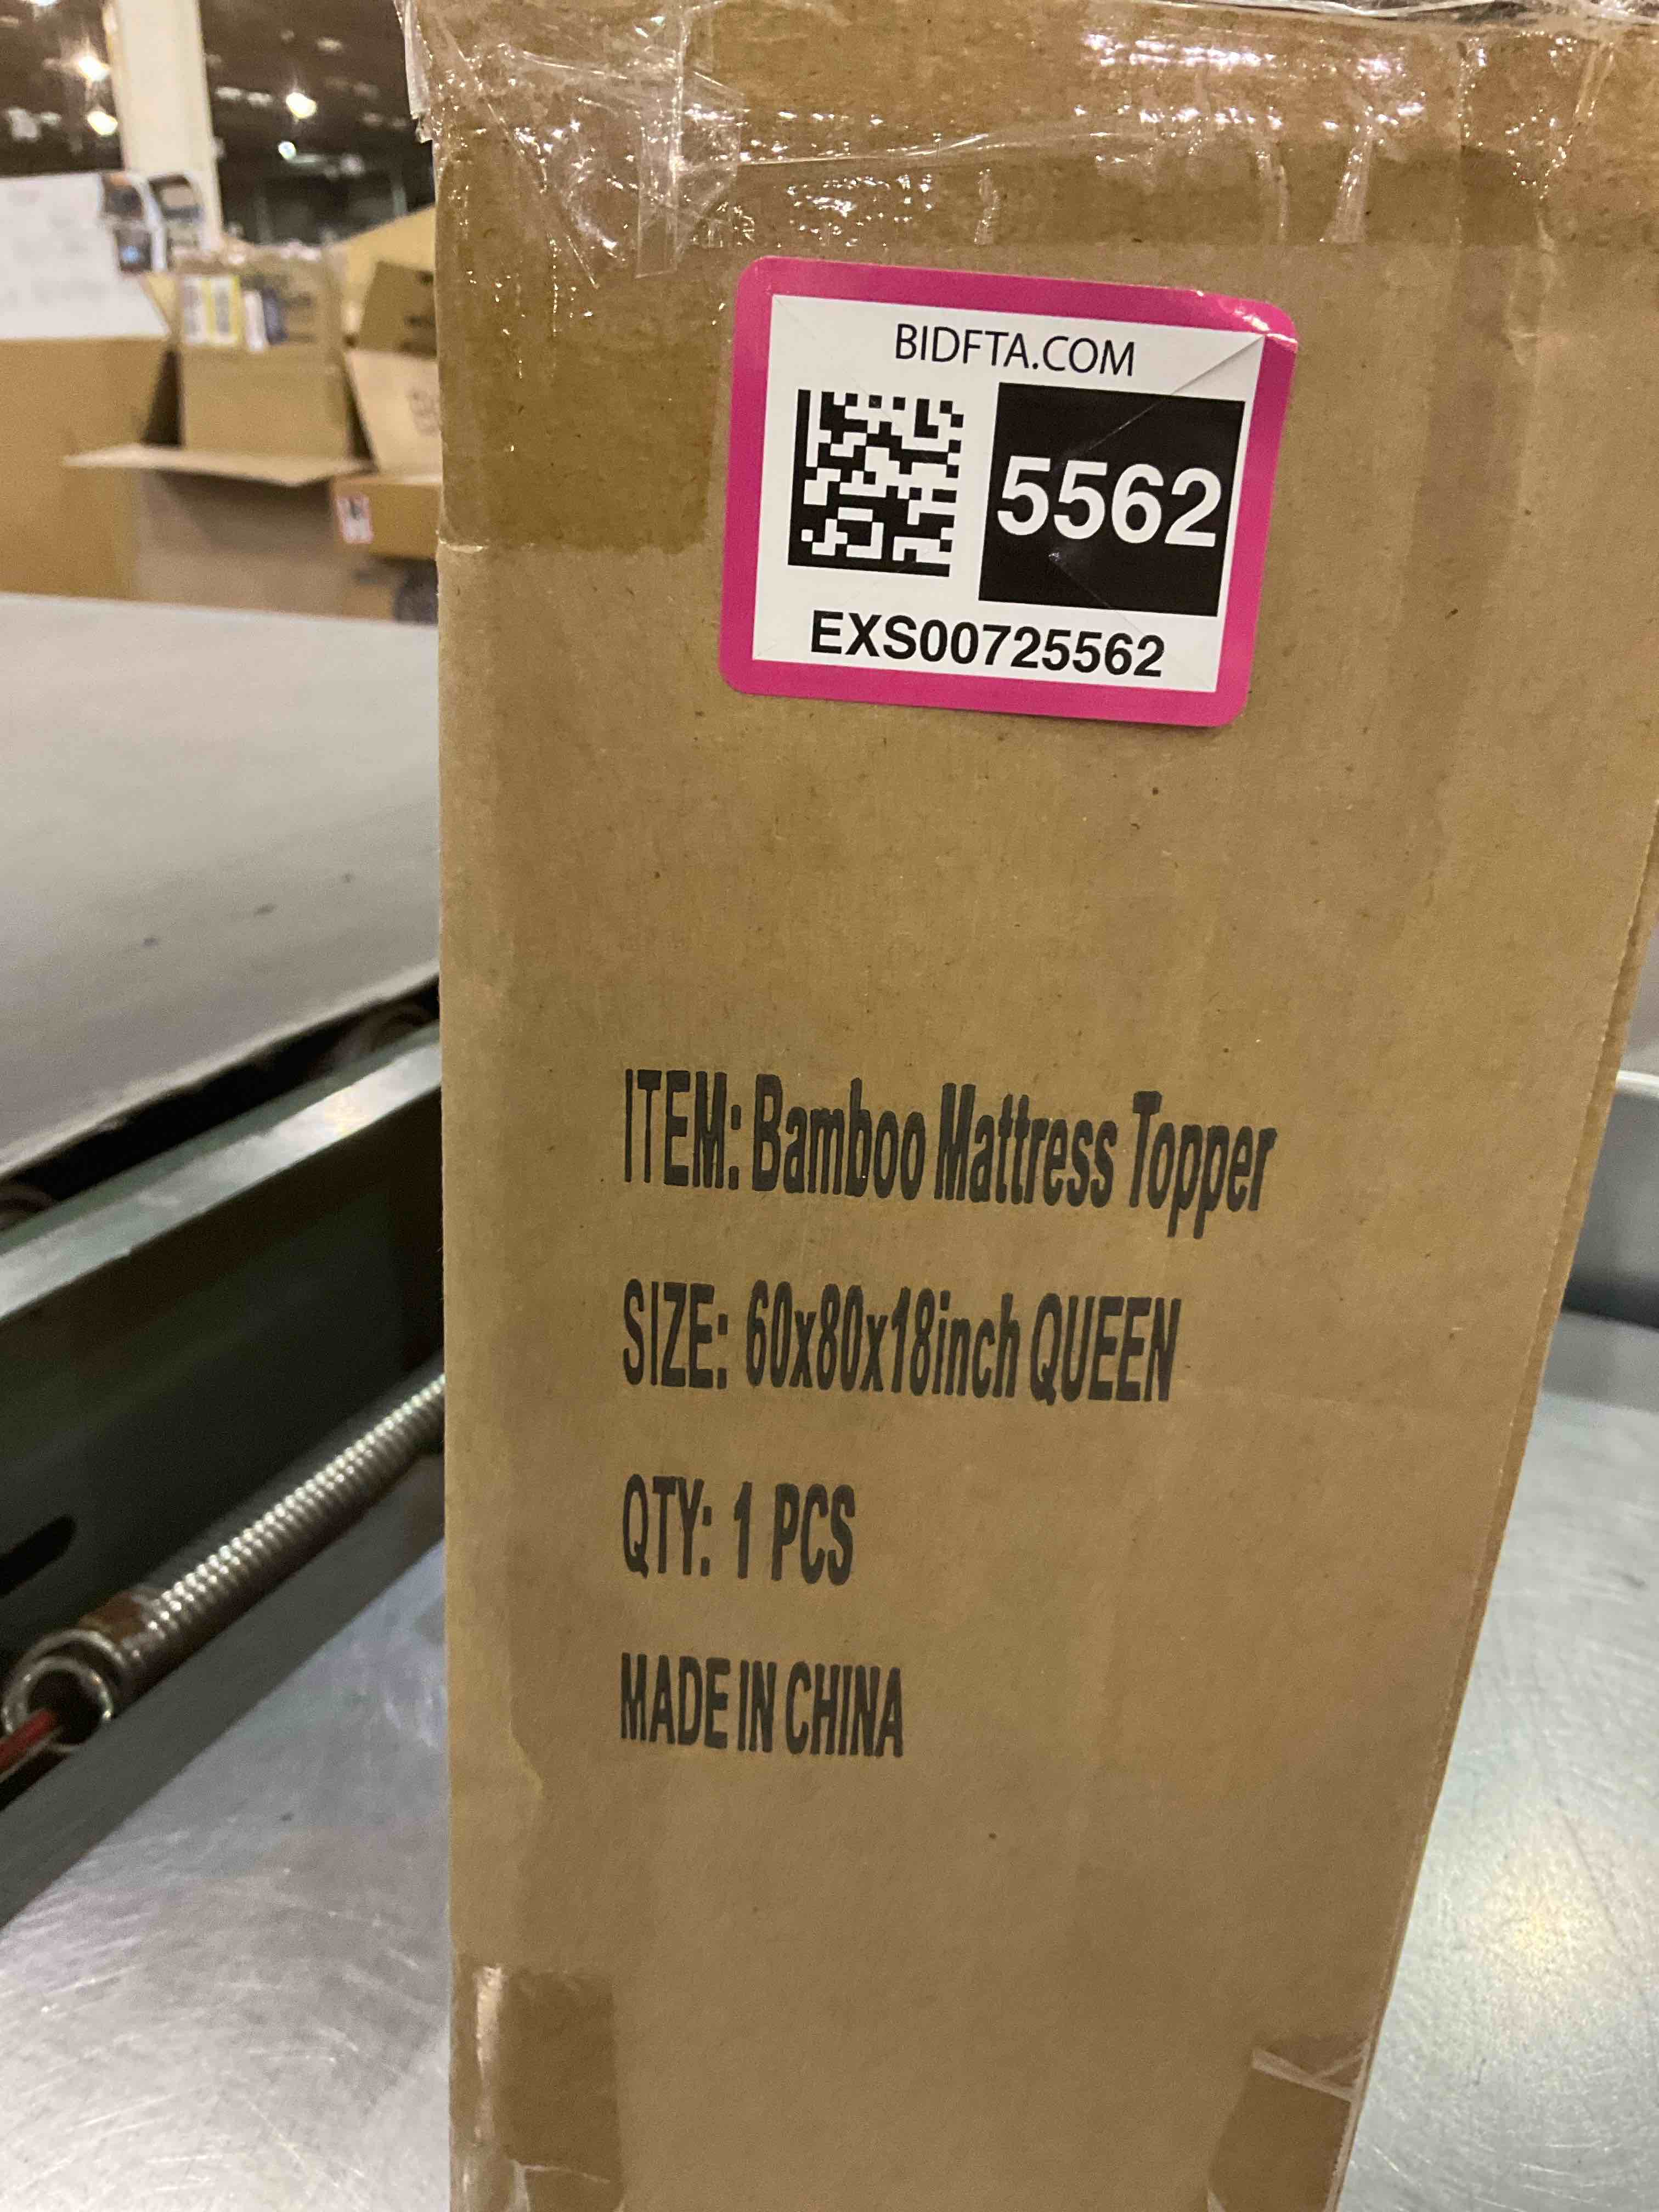 BIDFTA.COM
5562
EXS00725562
ITEM: Bamboo Mattress Topper
SIZE: 60x80x18inch QUEEN
QTY: 1 PCS
MADE IN CHINA